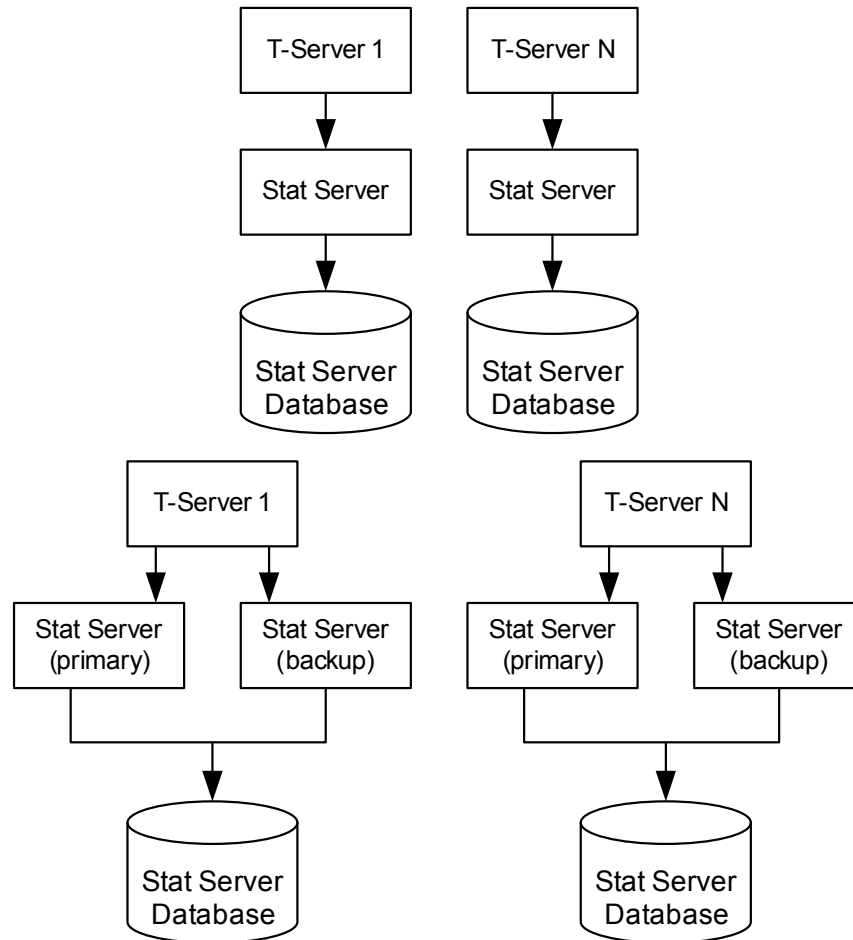 T-Server 1
T-Server N
Stat Server
Stat Server
Stat Server
Database
Stat Server
Database
T-Server 1
T-Server N
Stat Server
(primary)
Stat Server
(backup)
Stat Server
(primary)
Stat Server
(backup)
Stat Server
Database
Stat Server
Database